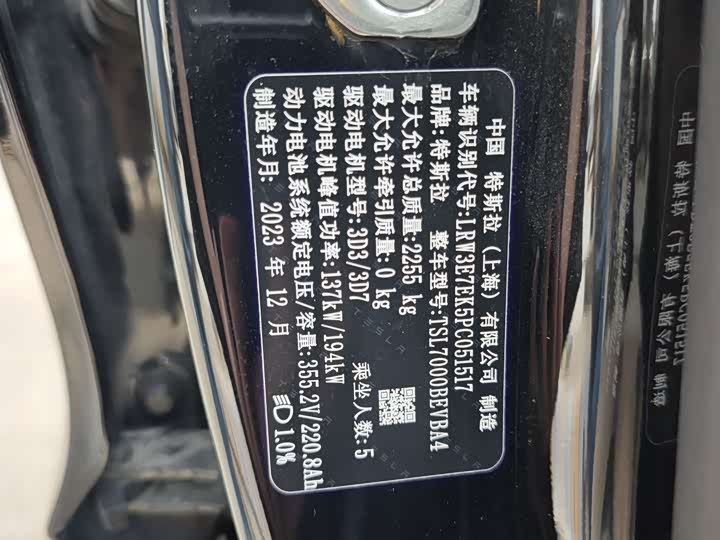 中国 特斯拉（上海）有限公司 制造
车辆识别代号:LRW3E7EK5PC051517
品牌:特斯拉 整车型号:TSL7000BEVBA4
最大允许总质量:2255 kg
最大允许牵引质量: 0 kg
驱动电机型号:3D3/3D7 乘坐人数:5
驱动电机峰值功率:137kW/194kW
动力电池系统额定电压/容量:355.2V/220.8Ah
制造年月: 2023 年 12 月 1.0%
TESLA
TESLA